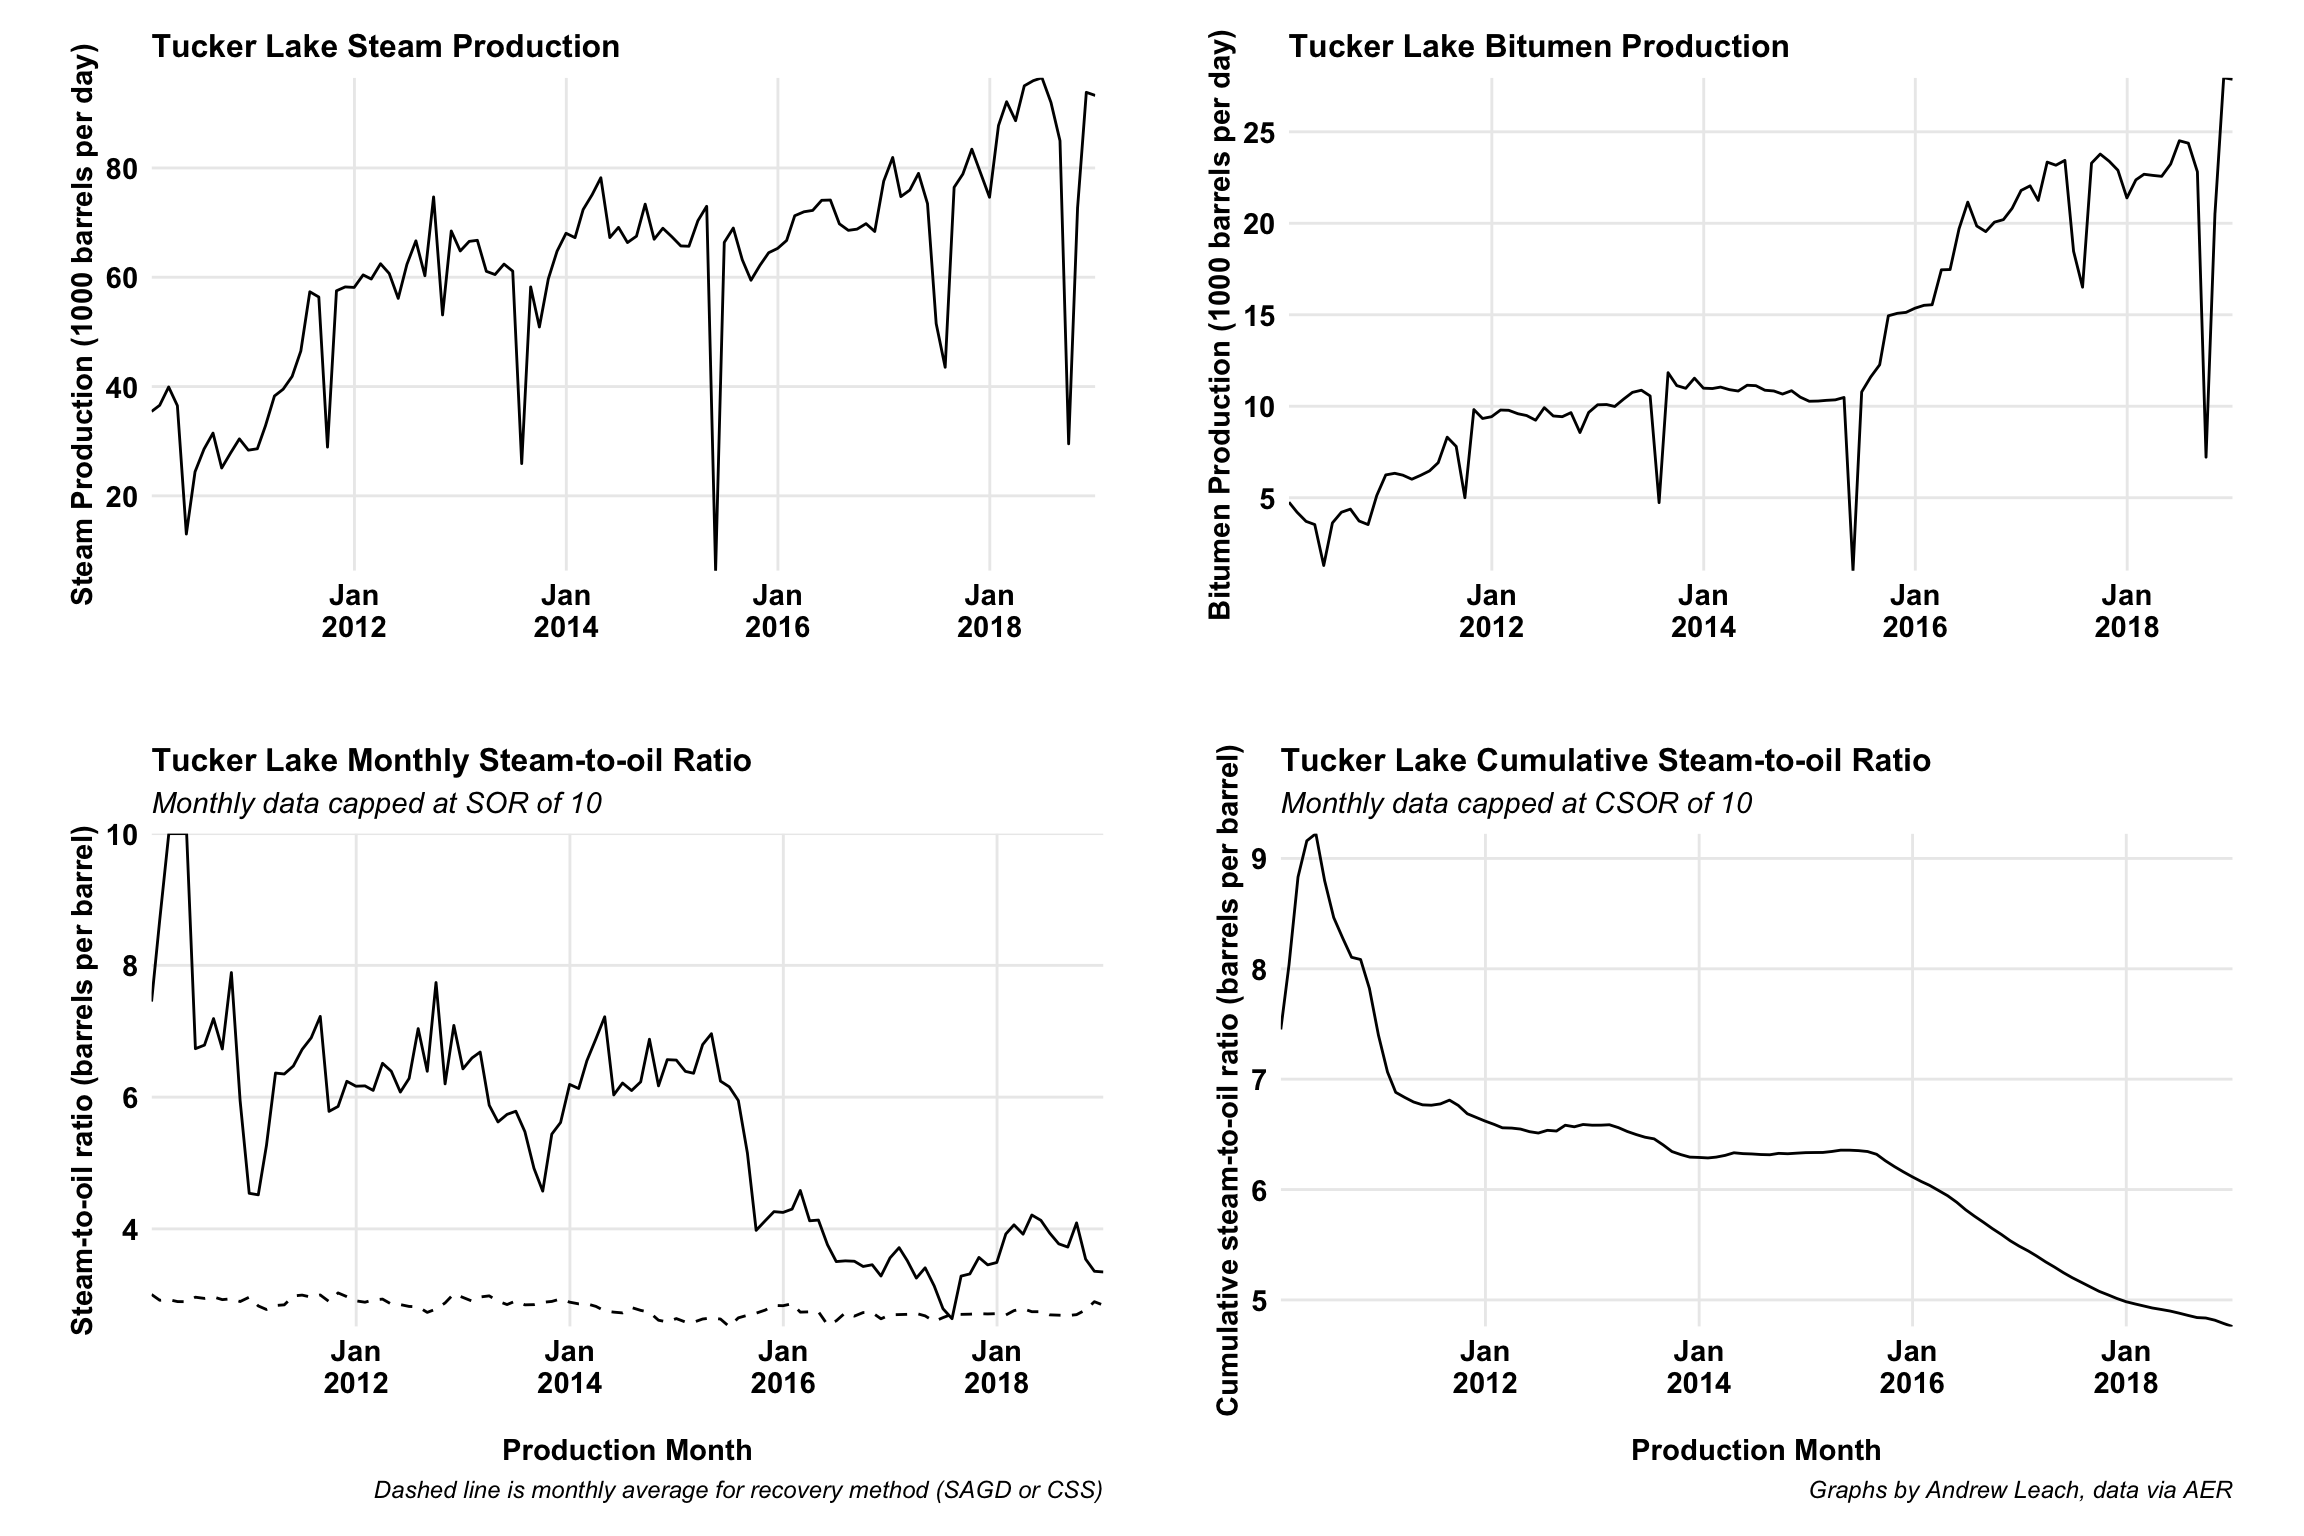 Tucker Lake Steam Production
Steam Production (1000 barrels per day)
80
60
40
20
Jan
2012
Jan
2014
Jan
2016
Jan
2018
Tucker Lake Bitumen Production
Bitumen Production (1000 barrels per day)
25
20
15
10
5
Jan
2012
Jan
2014
Jan
2016
Jan
2018
Tucker Lake Monthly Steam-to-oil Ratio
Monthly data capped at SOR of 10
Steam-to-oil ratio (barrels per barrel)
10
8
6
4
Jan
2012
Jan
2014
Jan
2016
Jan
2018
Production Month
Dashed line is monthly average for recovery method (SAGD or CSS)
Tucker Lake Cumulative Steam-to-oil Ratio
Monthly data capped at CSOR of 10
Cumulative steam-to-oil ratio (barrels per barrel)
9
8
7
6
5
Jan
2012
Jan
2014
Jan
2016
Jan
2018
Production Month
Graphs by Andrew Leach, data via AER